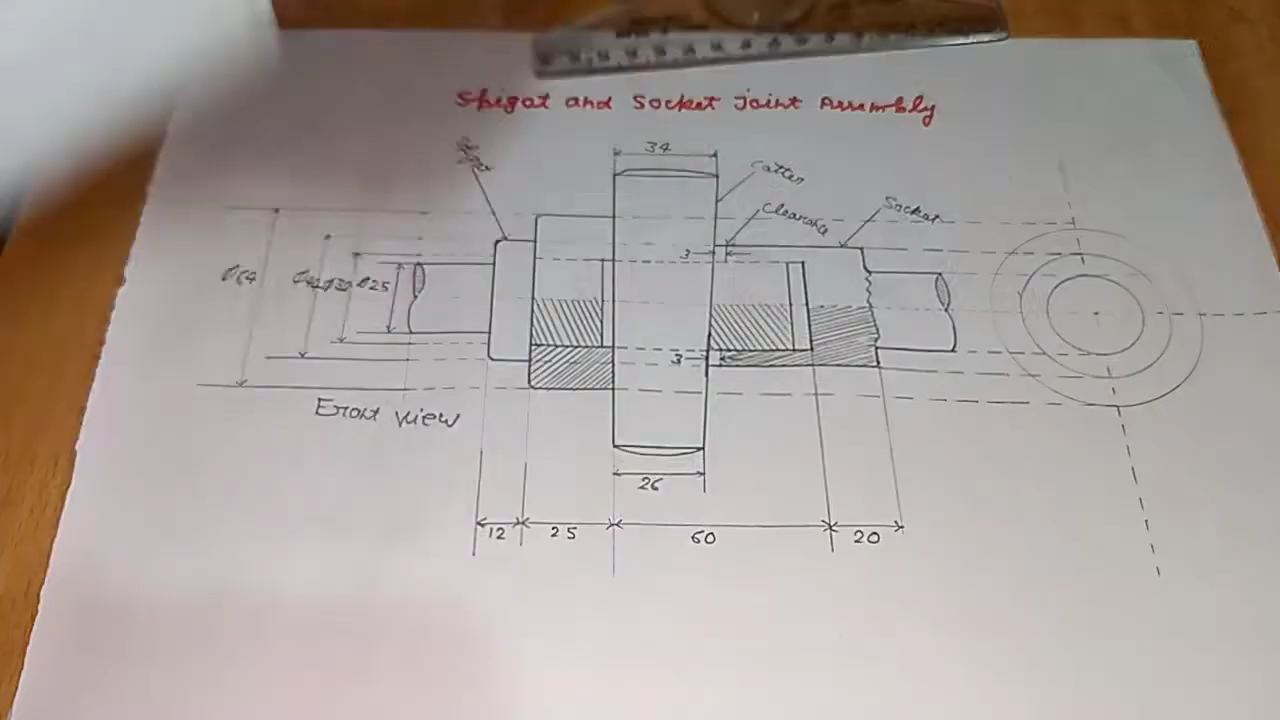 Spigot and Socket Joint Assembly
34
Cotter
Clearance
Socket
3
Ø64
Ø25
3
Front view
26
12
25
60
20